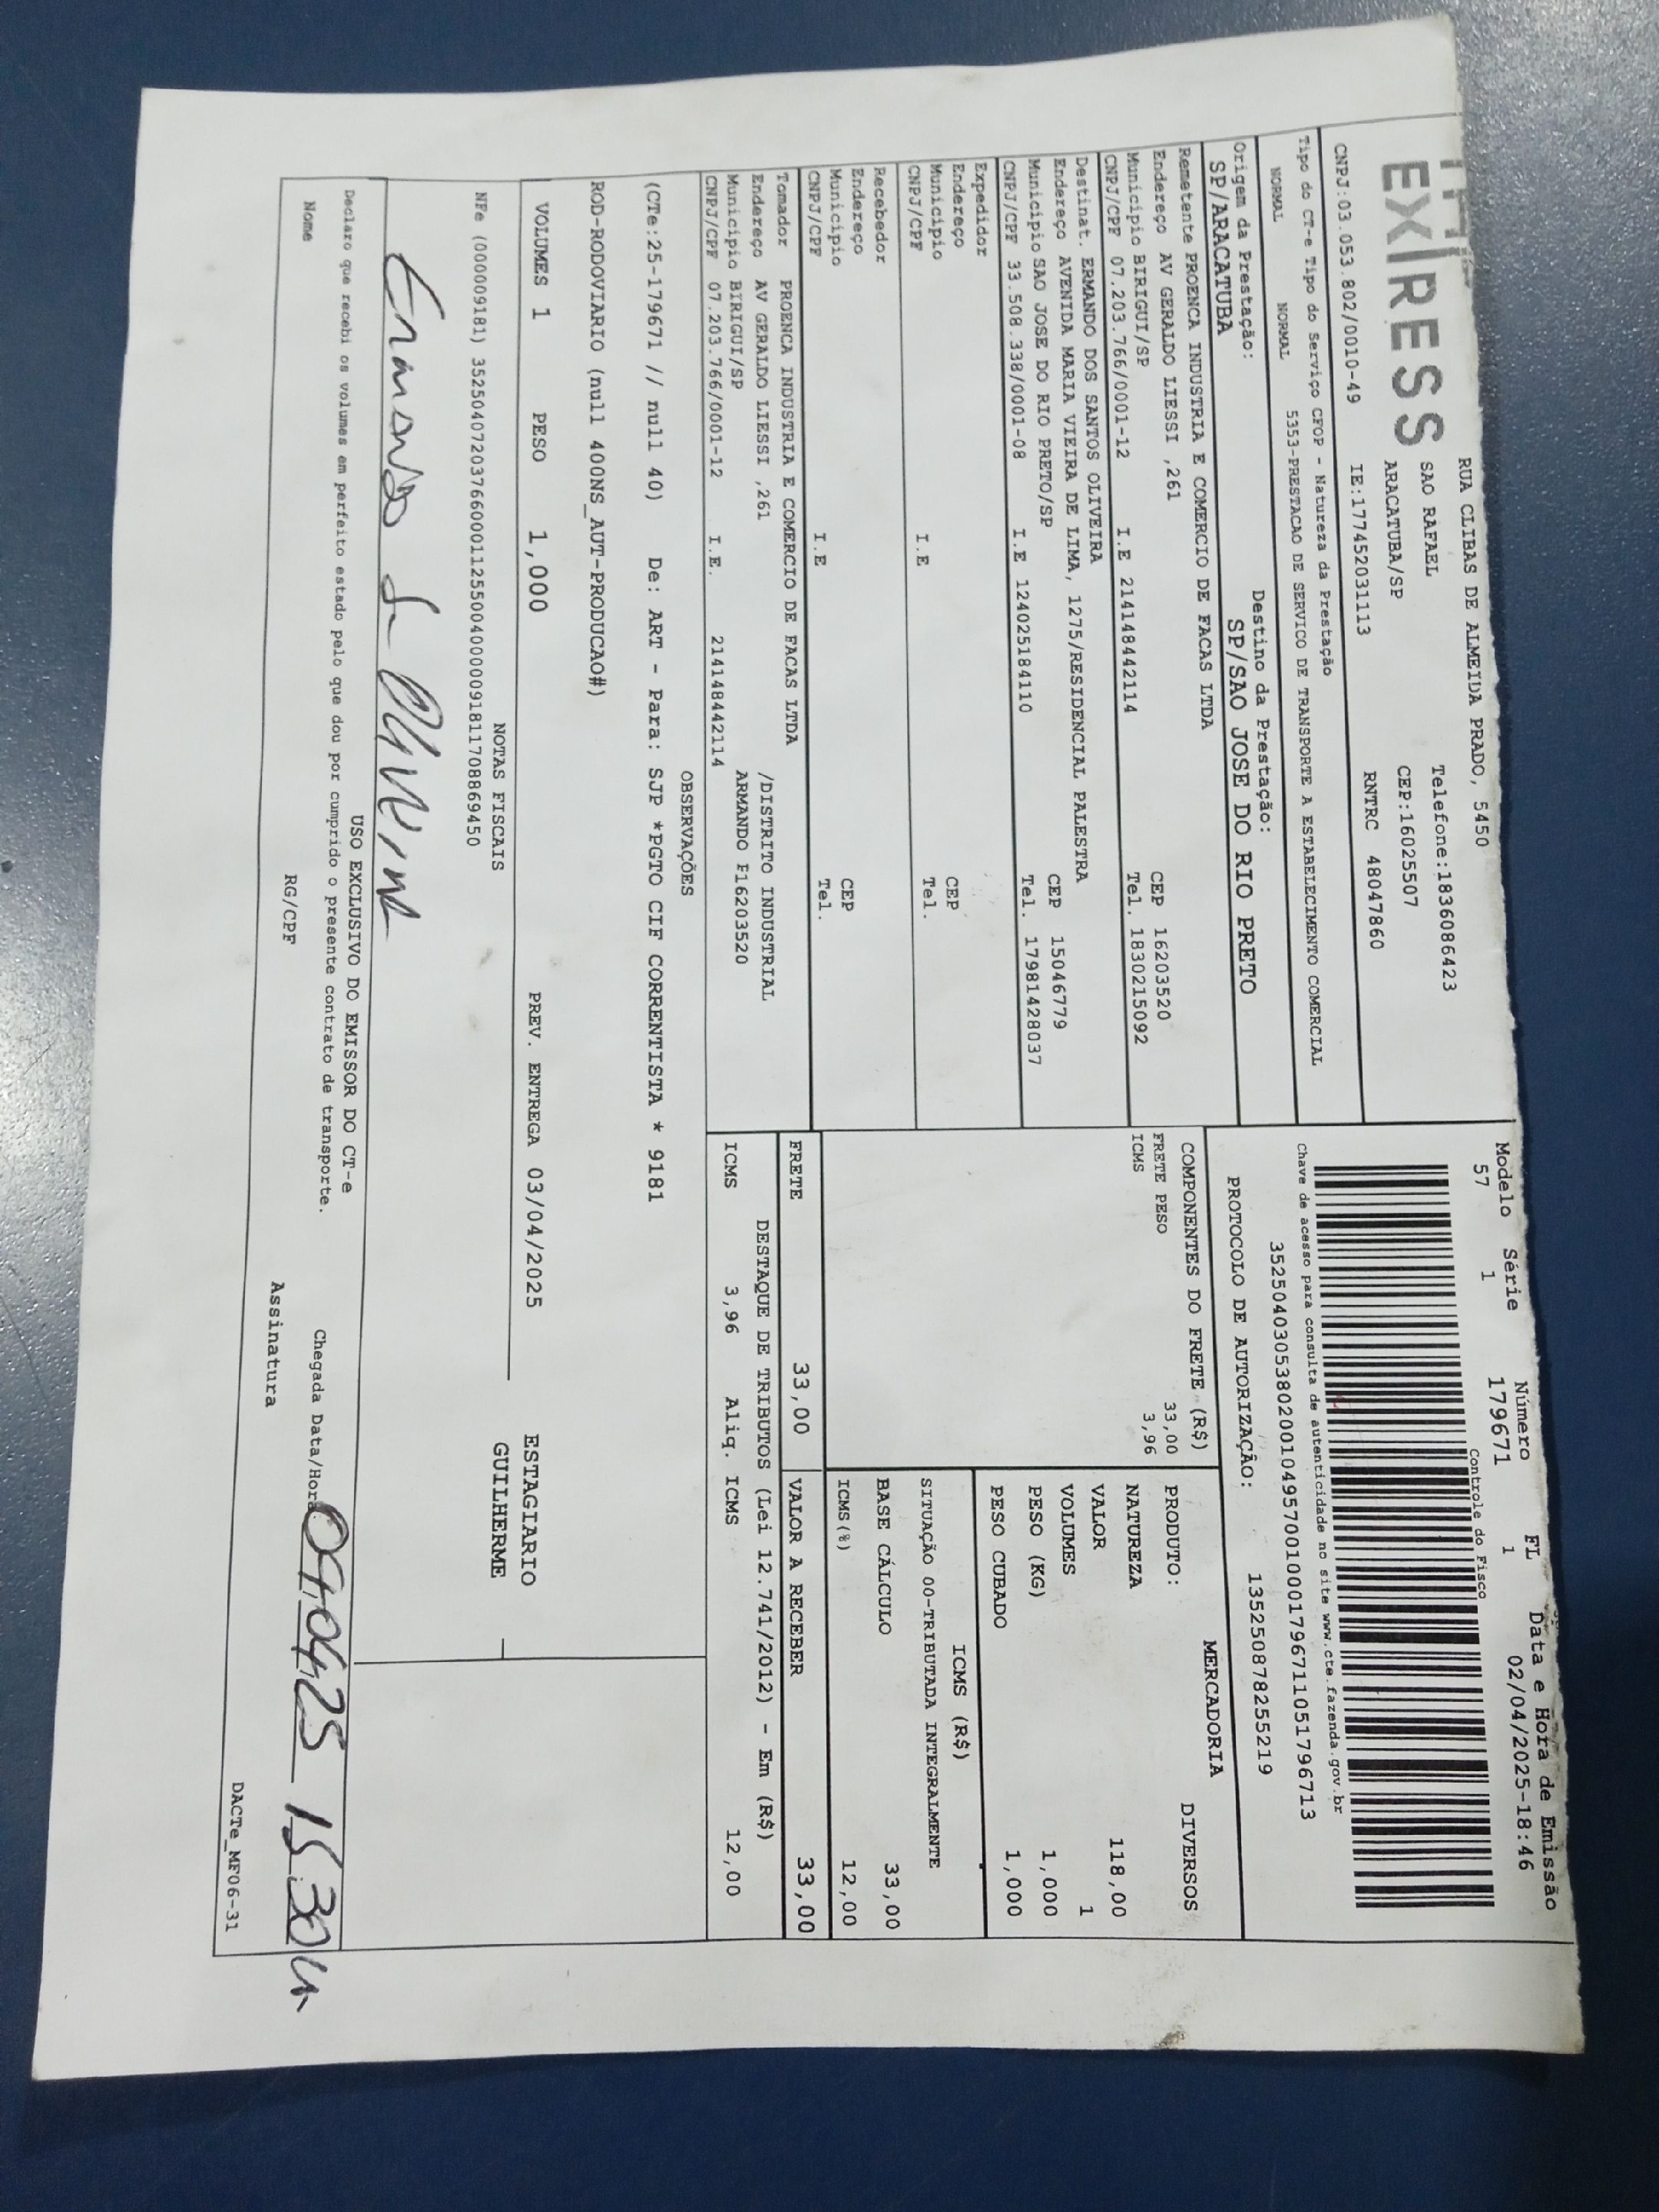 EXPRESS
RUA CLIBAS DE ALMEIDA PRADO, 5450
SAO RAFAEL Telefone:1836086423
ARACATUBA/SP CEP:16025507
CNPJ:03.053.802/0010-49 IE:177452031113 RNTRC 48047860
Tipo do CT-e Tipo do Serviço CFOP - Natureza da Prestação
NORMAL NORMAL 5353-PRESTACAO DE SERVICO DE TRANSPORTE A ESTABELECIMENTO COMERCIAL
Origem da Prestação: Destino da Prestação:
SP/ARACATUBA SP/SAO JOSE DO RIO PRETO
Modelo Série Número FL Data e Hora de Emissão
57 1 179671 1 02/04/2025-18:46
Controle do Fisco
Chave de acesso para consulta de autenticidade no site www.cte.fazenda.gov.br
35250403053802001049570010001796711051796713
PROTOCOLO DE AUTORIZAÇÃO: 135250878255219
Remetente PROENCA INDUSTRIA E COMERCIO DE FACAS LTDA
Endereço AV GERALDO LIESSI ,261 CEP 16203520
Municipio BIRIGUI/SP Tel. 1830215092
CNPJ/CPF 07.203.766/0001-12 I.E 214148442114
Destinat. ERMANDO DOS SANTOS OLIVEIRA
Endereço AVENIDA MARIA VIEIRA DE LIMA, 1275/RESIDENCIAL PALESTRA
Municipio SAO JOSE DO RIO PRETO/SP CEP 15046779
CNPJ/CPF 33.508.338/0001-08 I.E 124025184110 Tel. 17981428037
Expedidor
Endereço
Municipio CEP
CNPJ/CPF I.E Tel.
Recebedor
Endereço
Municipio CEP
CNPJ/CPF I.E Tel.
Tomador PROENCA INDUSTRIA E COMERCIO DE FACAS LTDA
Endereço AV GERALDO LIESSI ,261 /DISTRITO INDUSTRIAL
Municipio BIRIGUI/SP ARMANDO F16203520
CNPJ/CPF 07.203.766/0001-12 I.E. 214148442114
COMPONENTES DO FRETE (R$)
FRETE PESO 33,00
ICMS 3,96
MERCADORIA
PRODUTO: DIVERSOS
NATUREZA
VALOR 118,00
VOLUMES 1
PESO (KG) 1,000
PESO CUBADO 1,000
ICMS (R$)
SITUAÇÃO 00-TRIBUTADA INTEGRALMENTE
BASE CÁLCULO 33,00
ICMS(%) 12,00
FRETE 33,00 VALOR A RECEBER 33,00
DESTAQUE DE TRIBUTOS (Lei 12.741/2012) - Em (R$)
ICMS 3,96 Aliq. ICMS 12,00
OBSERVAÇÕES
(CTe:25-179671 // null 40) De: ART - Para: SJP *PGTO CIF CORRENTISTA * 9181
ROD-RODOVIARIO (null 400NS_AUT-PRODUCAO#)
VOLUMES 1 PESO 1,000 PREV. ENTREGA 03/04/2025
ESTAGIARIO
GUILHERME
NOTAS FISCAIS
NFe (000009181) 35250407203766000112550040000091811708869450
Ermando S Oliveira
USO EXCLUSIVO DO EMISSOR DO CT-e
Declaro que recebi os volumes em perfeito estado pelo que dou por cumprido o presente contrato de transporte.
Chegada Data/Hora 04,04,25 15:30h
Nome RG/CPF Assinatura
DACTe_MF06-31